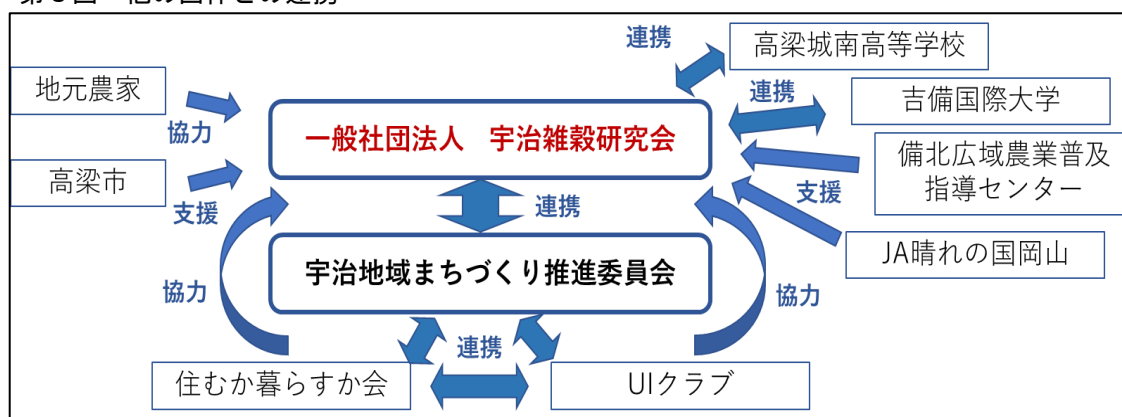 連携
高梁城南高等学校
地元農家
連携
吉備国際大学
協力
一般社団法人 宇治雑穀研究会
備北広域農業普及
指導センター
高梁市
支援
支援
連携
JA晴れの国岡山
宇治地域まちづくり推進委員会
協力
協力
連携
住むか暮らすか会
UIクラブ